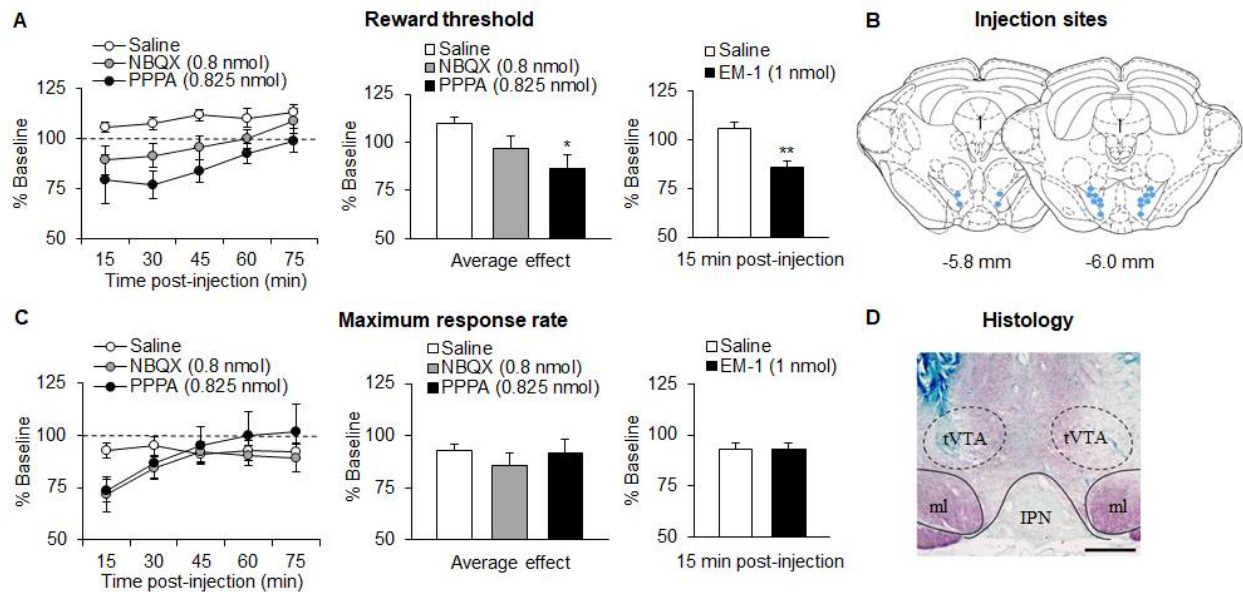 A
Reward threshold
Saline
NBQX (0.8 nmol)
PPPA (0.825 nmol)
% Baseline
125
100
75
50
15 30 45 60 75
Time post-injection (min)
Saline
NBQX (0.8 nmol)
PPPA (0.825 nmol)
% Baseline
125
100
75
50
*
Average effect
Saline
EM-1 (1 nmol)
% Baseline
125
100
75
50
**
15 min post-injection
B
Injection sites
-5.8 mm
-6.0 mm
C
Maximum response rate
Saline
NBQX (0.8 nmol)
PPPA (0.825 nmol)
% Baseline
125
100
75
50
15 30 45 60 75
Time post-injection (min)
Saline
NBQX (0.8 nmol)
PPPA (0.825 nmol)
% Baseline
125
100
75
50
Average effect
Saline
EM-1 (1 nmol)
% Baseline
125
100
75
50
15 min post-injection
D
Histology
tVTA tVTA
ml IPN ml